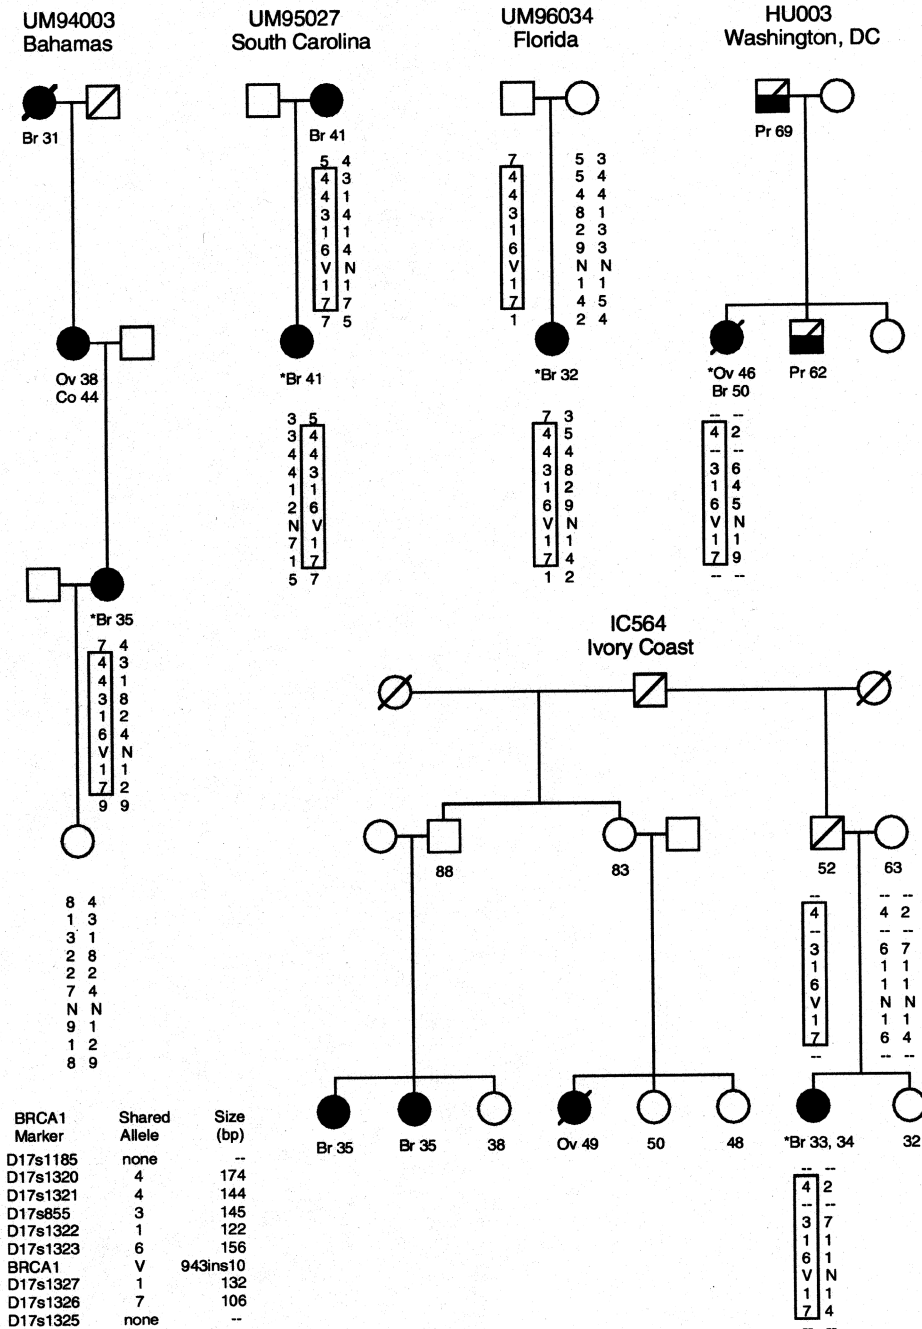 UM94003
Bahamas
UM95027
South Carolina
UM96034
Florida
HU003
Washington, DC
Br 31
Br 41
Pr 69
5 4
4 3
4 1
3 4
1 1
6 4
V N
1 1
7 7
7 5
7
4
4
3
1
6
V
1
7
1
5 3
5 4
4 4
8 1
2 3
9 3
N N
1 1
4 5
2 4
Ov 38
Co 44
*Br 41
*Br 32
*Ov 46
Br 50
Pr 62
3 5
3 4
4 4
4 3
1 1
2 6
N V
7 1
1 7
5 7
7 3
4 5
4 4
3 8
1 2
6 9
V N
1 1
7 4
1 2
-- --
4 2
-- --
3 6
1 4
6 5
V N
1 1
7 9
-- --
*Br 35
7 4
4 3
4 1
3 8
1 2
6 4
V N
1 1
7 2
9 9
8 4
1 3
3 1
2 8
2 2
7 4
N N
9 1
1 2
8 9
IC564
Ivory Coast
88
83
52
63
--
4
--
3
1
6
V
1
7
--
-- --
4 2
-- --
6 7
1 1
1 1
N N
1 1
6 4
-- --
Br 35
Br 35
38
Ov 49
50
48
*Br 33, 34
32
-- --
4 2
-- --
3 7
1 1
6 1
V N
1 1
7 4
-- --
BRCA1 Shared Size
Marker Allele (bp)
D17s1185 none --
D17s1320 4 174
D17s1321 4 144
D17s855 3 145
D17s1322 1 122
D17s1323 6 156
BRCA1 V 943ins10
D17s1327 1 132
D17s1326 7 106
D17s1325 none --